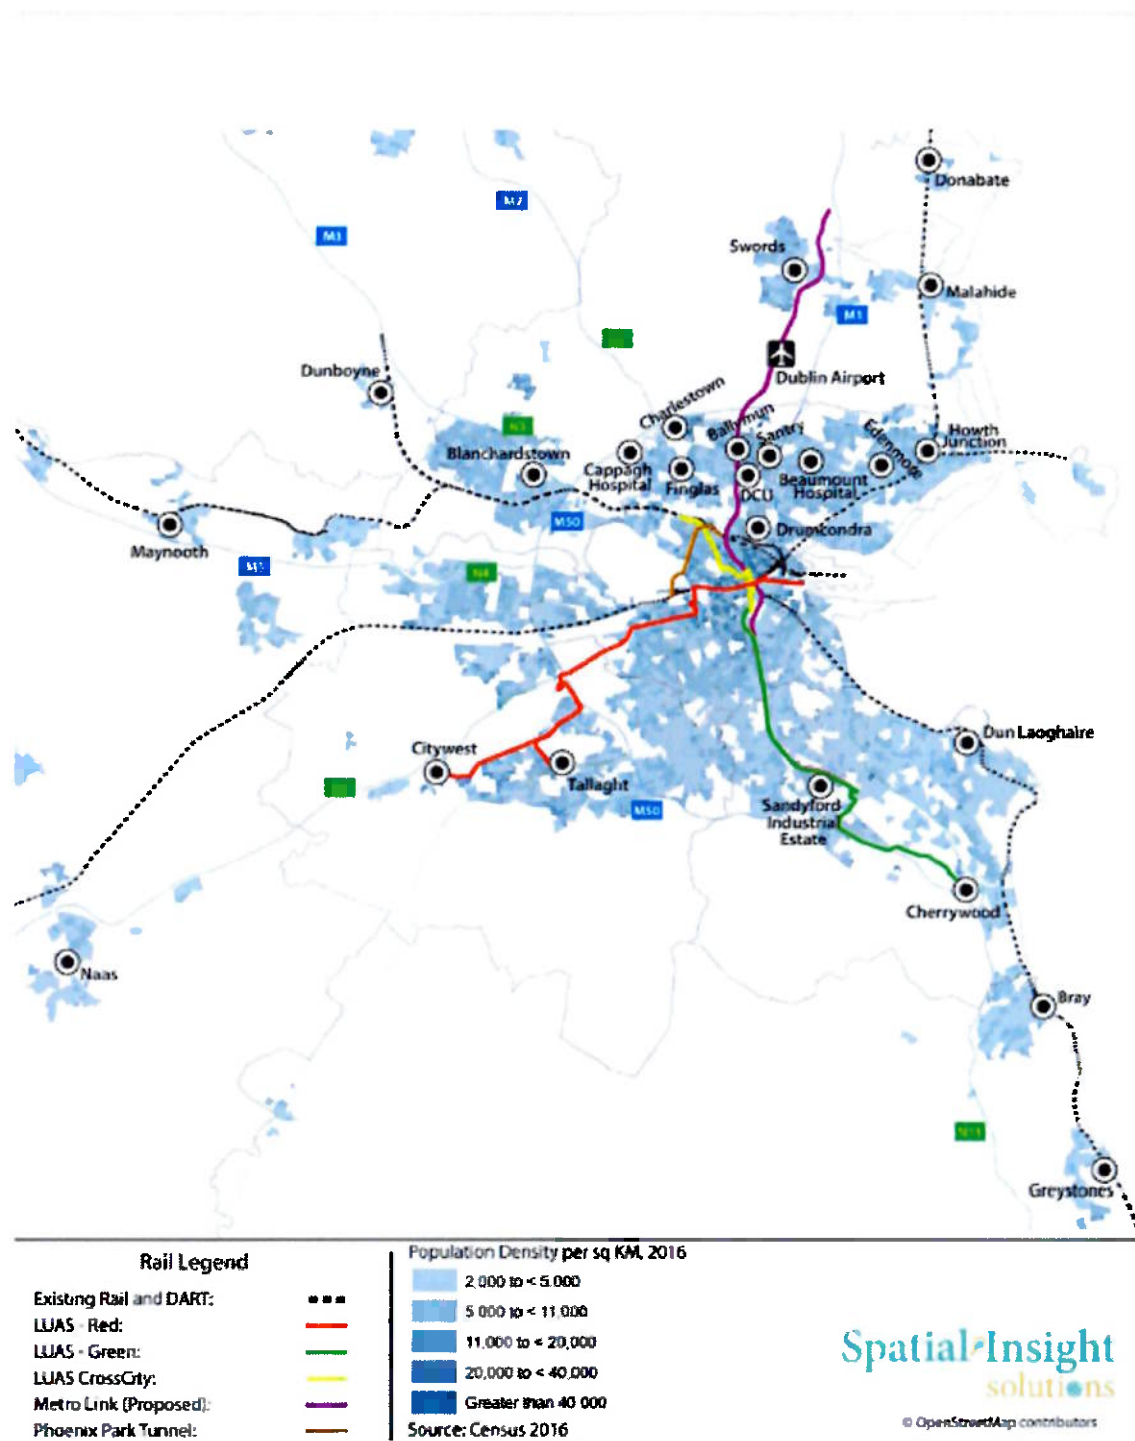 Donabate
M2
M3
Swords
Malahide
M1
Dunboyne
Dublin Airport
Charlestown
Ballymun
Santry
Edenmore
Howth
Junction
N3
Blanchardstown
Cappagh
Hospital
Finglas
DCU
Beaumount
Hospital
M50
Drumcondra
Maynooth
N4
Dun Laoghaire
Citywest
Tallaght
M50
Sandyford
Industrial
Estate
Cherrywood
Naas
Bray
Greystones
Rail Legend
Existing Rail and DART:
LUAS - Red:
LUAS - Green:
LUAS CrossCity:
Metro Link (Proposed):
Phoenix Park Tunnel:
Population Density per sq KM, 2016
2,000 to < 5,000
5,000 to < 11,000
11,000 to < 20,000
20,000 to < 40,000
Greater than 40,000
Source: Census 2016
Spatial Insight
solutions
© OpenStreetMap contributors